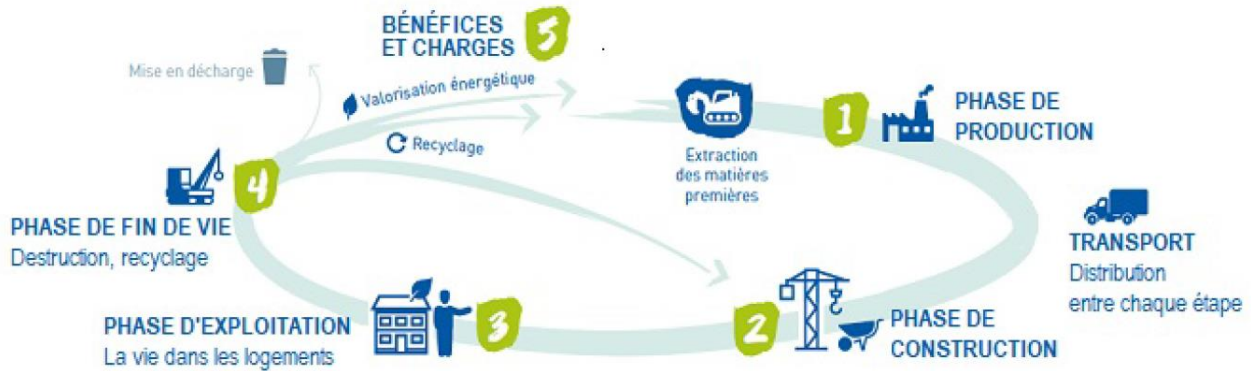 BÉNÉFICES
ET CHARGES
5
Mise en décharge
Valorisation énergétique
Recyclage
Extraction
des matières
premières
1
PHASE DE
PRODUCTION
4
PHASE DE FIN DE VIE
Destruction, recyclage
TRANSPORT
Distribution
entre chaque étape
PHASE D'EXPLOITATION
La vie dans les logements
3
2
PHASE DE
CONSTRUCTION